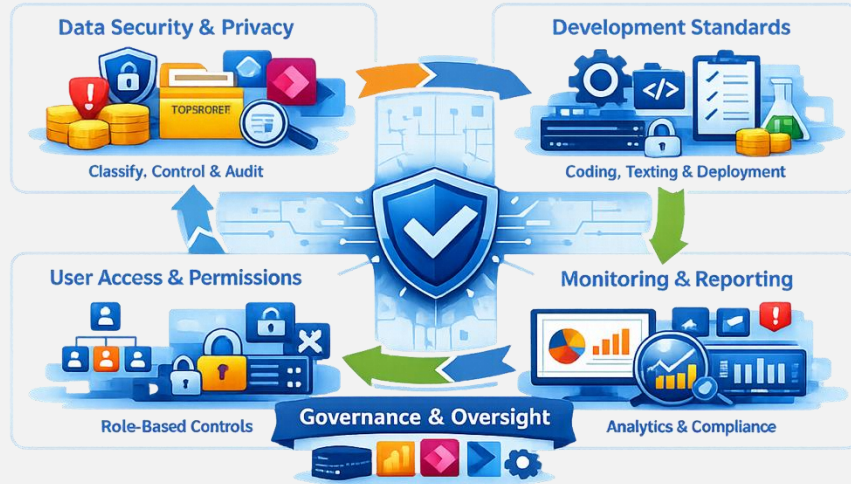 Data Security & Privacy
TOPSROREF
Classify, Control & Audit
Development Standards
</>
Coding, Texting & Deployment
User Access & Permissions
Role-Based Controls
Monitoring & Reporting
Analytics & Compliance
Governance & Oversight